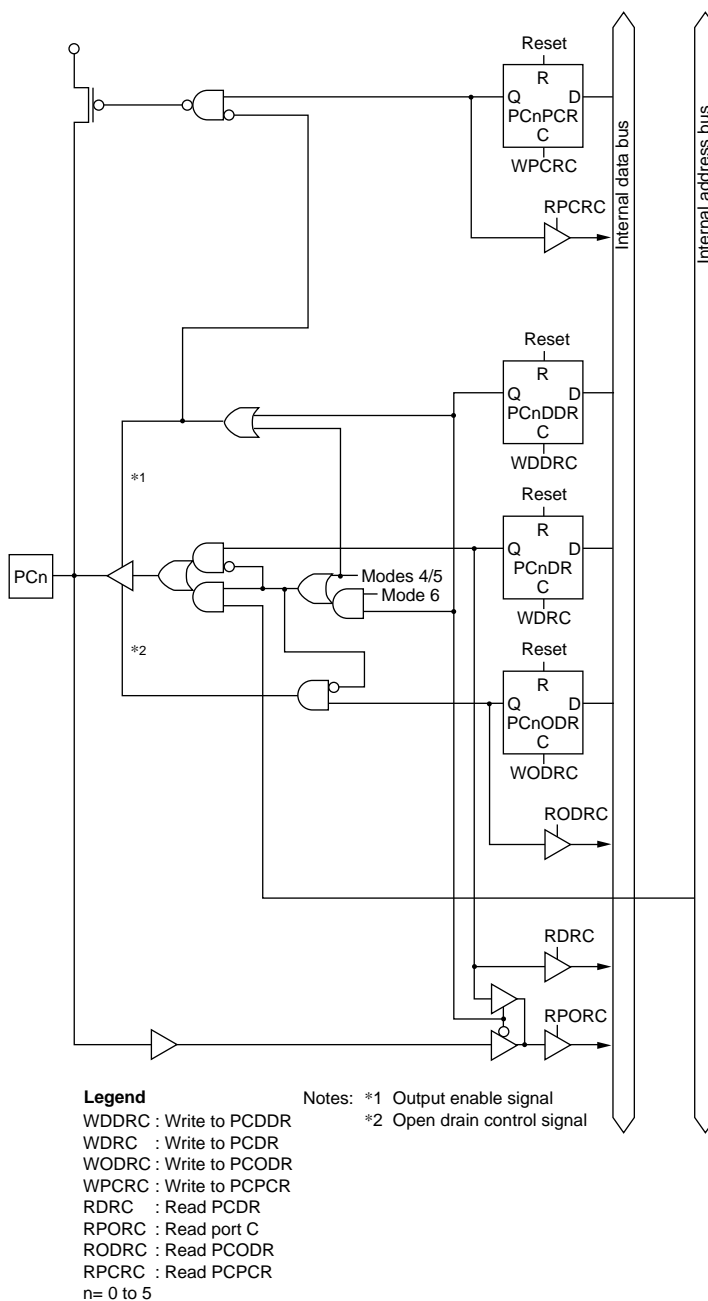 Reset
R
Q D
PCnPCR
C
WPCRC
RPCRC
Internal data bus
Internal address bus
Reset
R
Q D
PCnDDR
C
WDDRC
*1
Reset
R
Q D
PCnDR
C
WDRC
PCn
Modes 4/5
Mode 6
*2
Reset
R
Q D
PCnODR
C
WODRC
RODRC
RDRC
RPORC
Legend
WDDRC : Write to PCDDR
WDRC : Write to PCDR
WODRC : Write to PCODR
WPCRC : Write to PCPCR
RDRC : Read PCDR
RPORC : Read port C
RODRC : Read PCODR
RPCRC : Read PCPCR
n= 0 to 5
Notes: *1 Output enable signal
*2 Open drain control signal